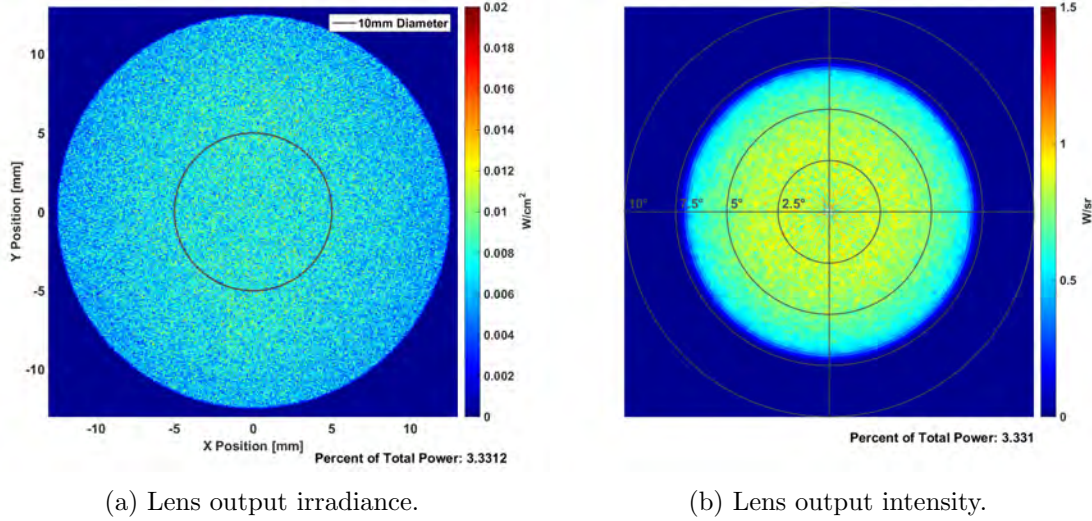 10mm Diameter
10
5
0
-5
-10
Y Position [mm]
-10 -5 0 5 10
X Position [mm]
0.02
0.018
0.016
0.014
0.012
0.01
0.008
0.006
0.004
0.002
0
W/cm²
Percent of Total Power: 3.3312
(a) Lens output irradiance.
10° 7.5° 5° 2.5°
1.5
1
0.5
0
W/sr
Percent of Total Power: 3.331
(b) Lens output intensity.